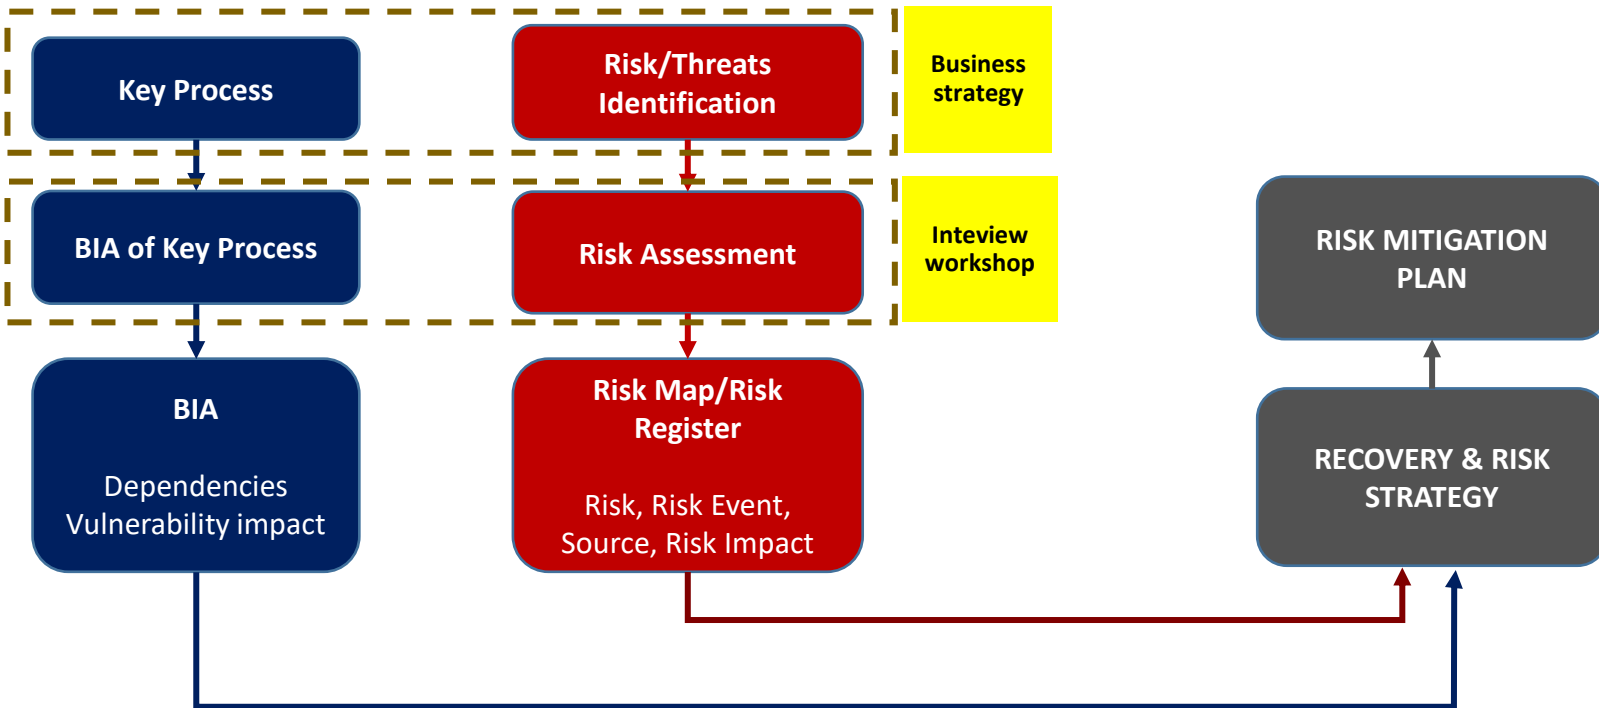 Key Process
Risk/Threats
Identification
Business
strategy
BIA of Key Process
Risk Assessment
Inteview
workshop
BIA
Dependencies
Vulnerability impact
Risk Map/Risk
Register
Risk, Risk Event,
Source, Risk Impact
RISK MITIGATION
PLAN
RECOVERY & RISK
STRATEGY